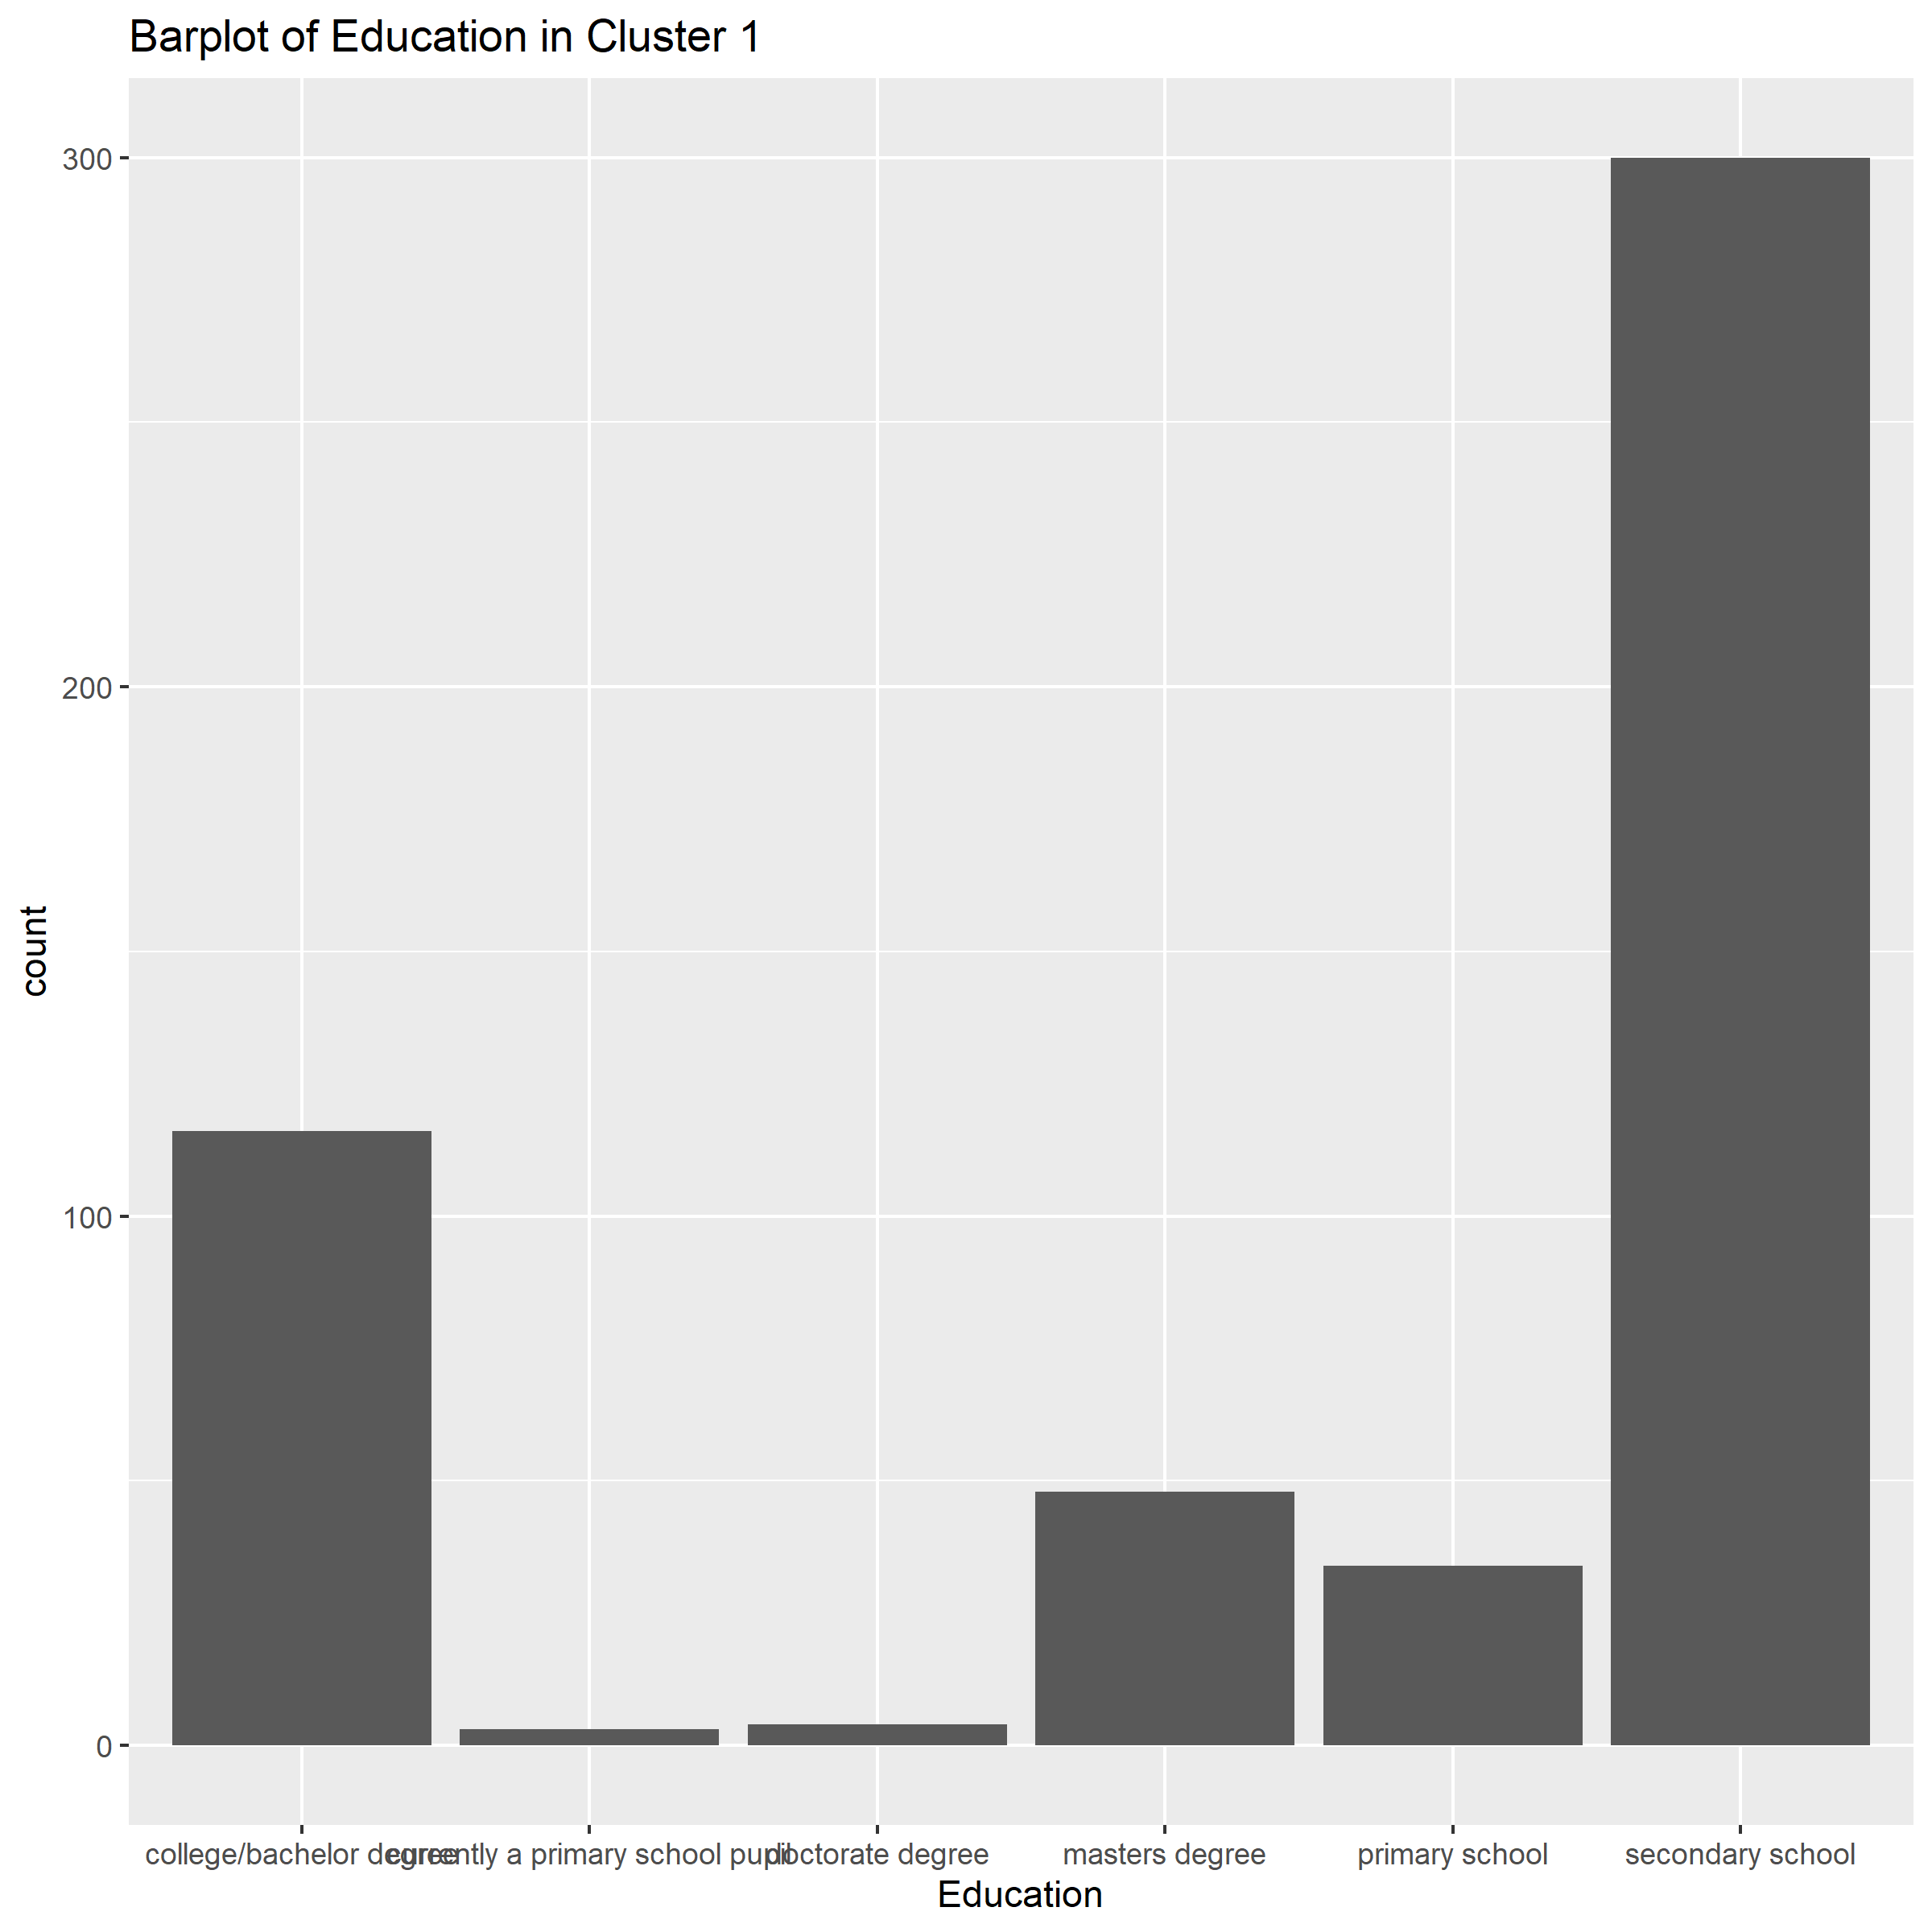 Barplot of Education in Cluster 1
300
200
100
0
count
college/bachelor degree
currently a primary school pupil
doctorate degree
masters degree
primary school
secondary school
Education